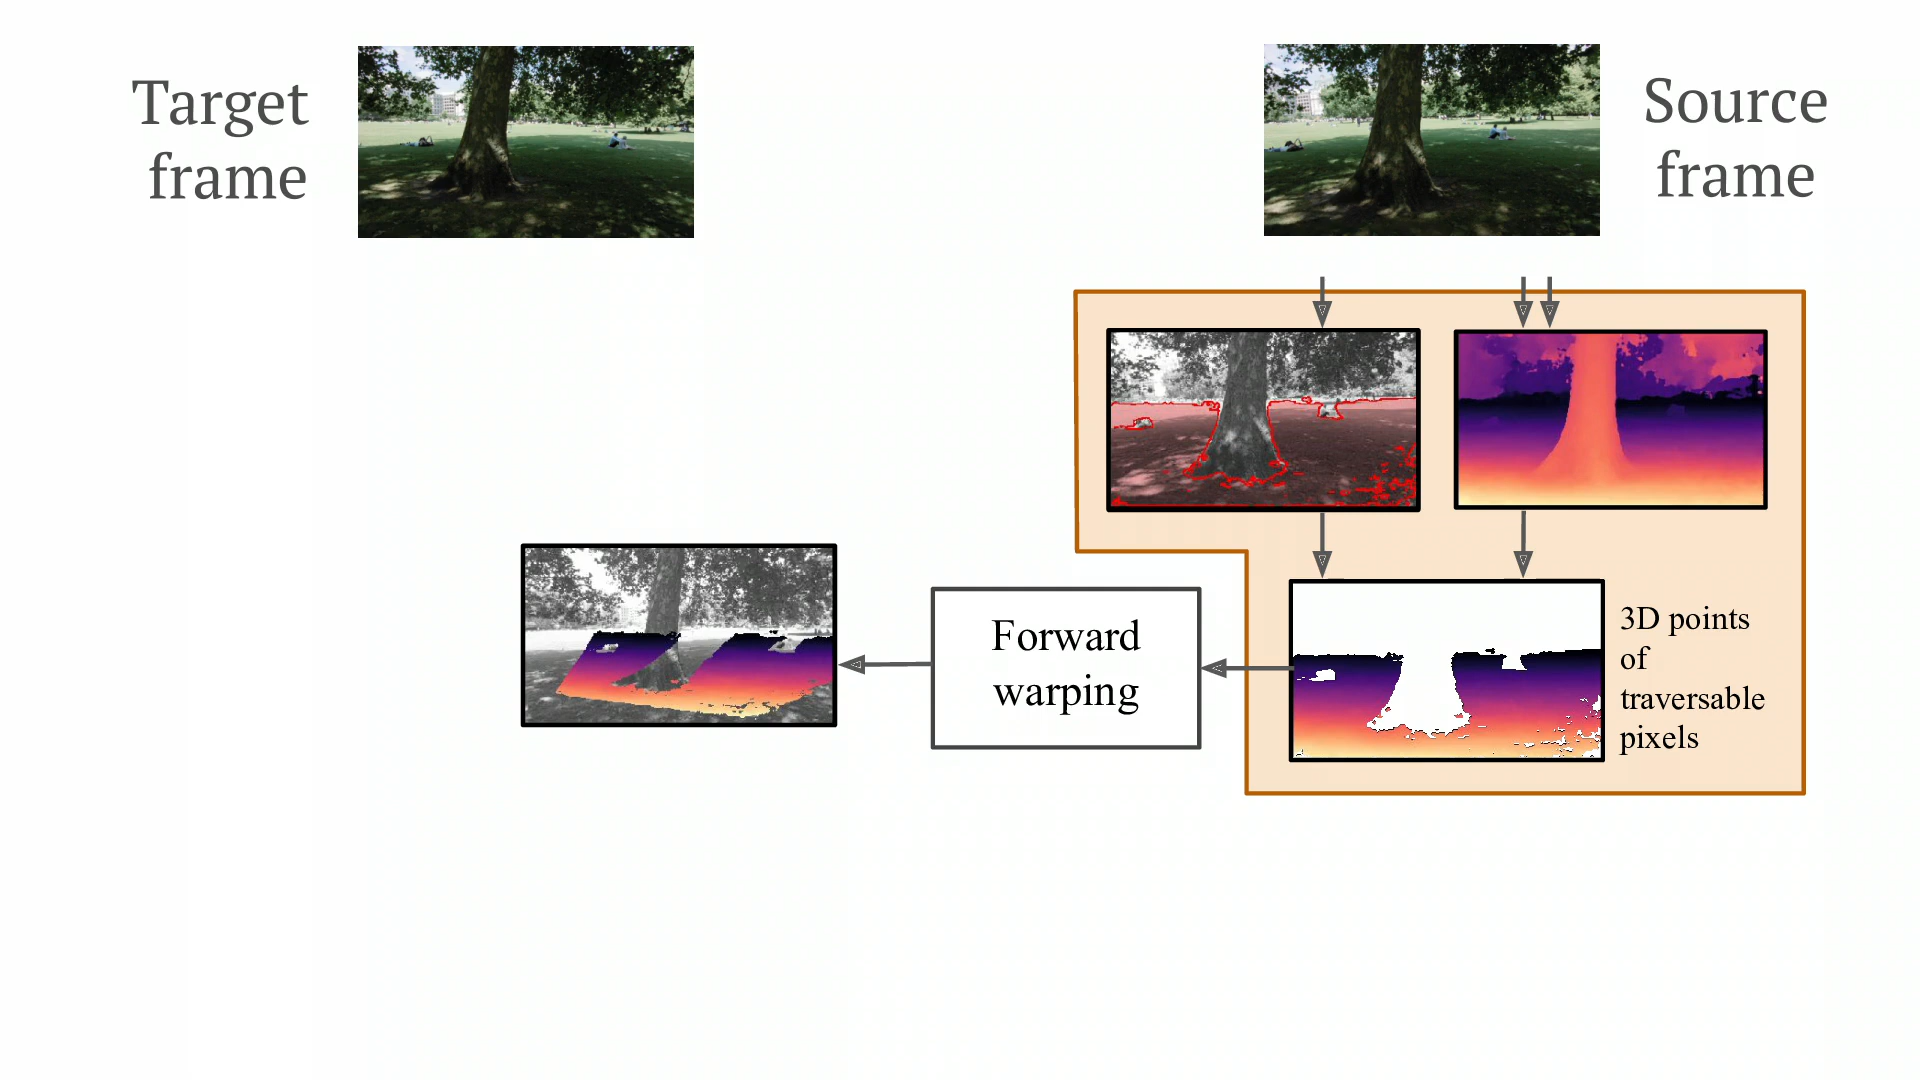 Target
frame
Source
frame
Forward
warping
3D points
of
traversable
pixels